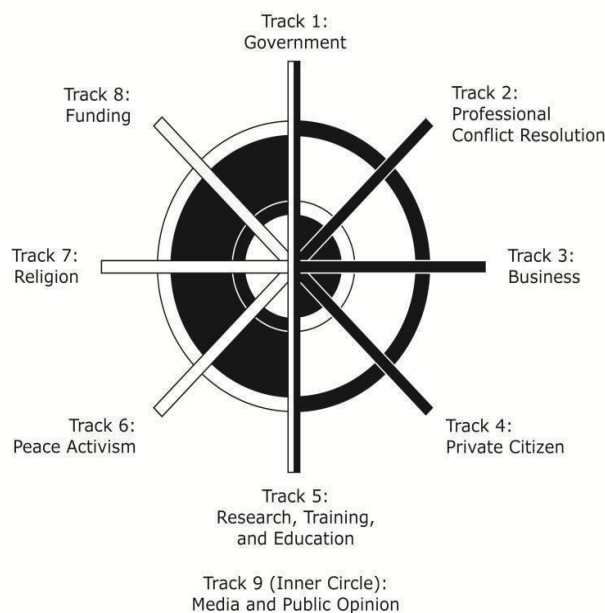 Track 1:
Government
Track 2:
Professional
Conflict Resolution
Track 3:
Business
Track 4:
Private Citizen
Track 5:
Research, Training,
and Education
Track 6:
Peace Activism
Track 7:
Religion
Track 8:
Funding
Track 9 (Inner Circle):
Media and Public Opinion